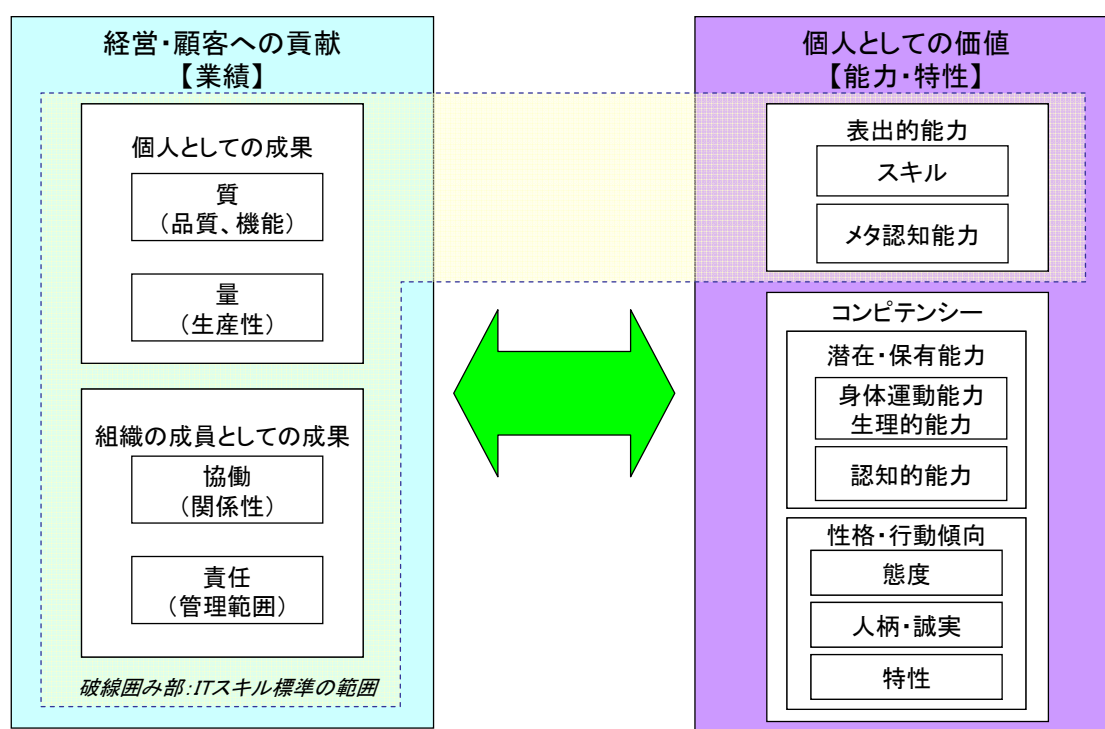 経営・顧客への貢献
【業績】
個人としての成果
質
（品質、機能）
量
（生産性）
組織の成員としての成果
協働
（関係性）
責任
（管理範囲）
破線囲み部：ITスキル標準の範囲
個人としての価値
【能力・特性】
表出的能力
スキル
メタ認知能力
コンピテンシー
潜在・保有能力
身体運動能力
生理的能力
認知的能力
性格・行動傾向
態度
人柄・誠実
特性